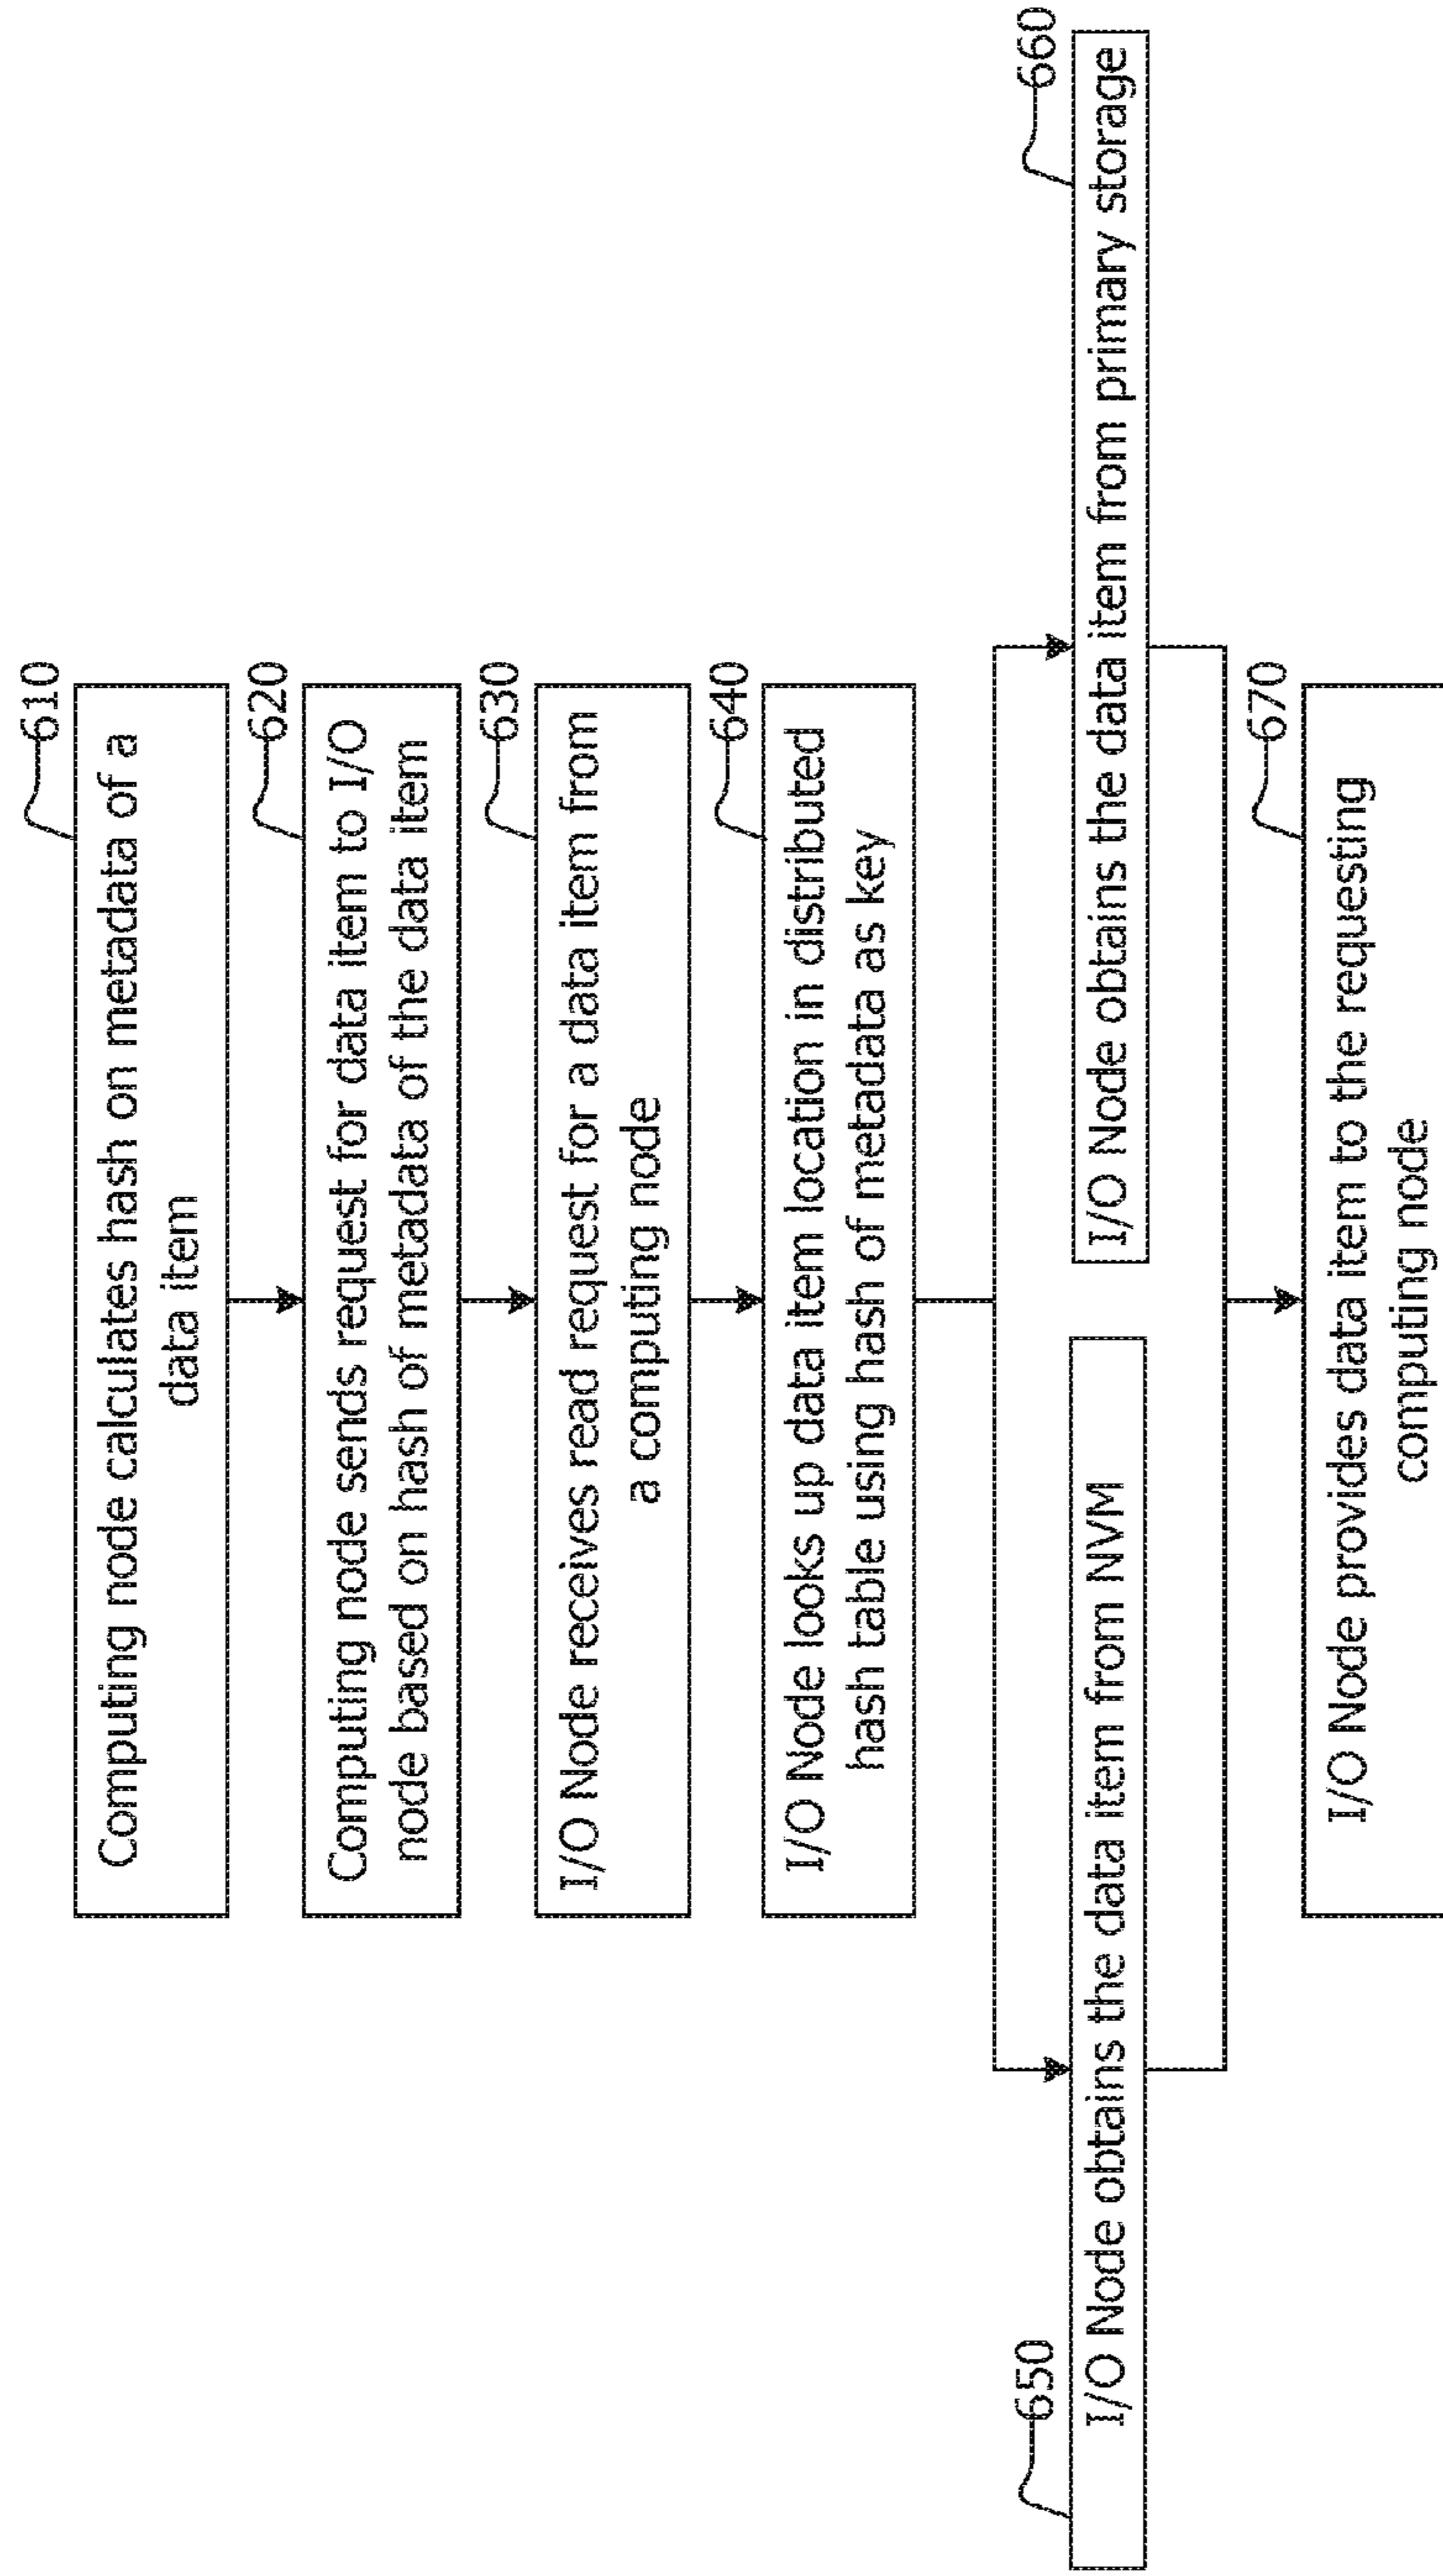 610
Computing node calculates hash on metadata of a
data item
620
Computing node sends request for data item to I/O
node based on hash of metadata of the data item
630
I/O Node receives read request for a data item from
a computing node
640
I/O Node looks up data item location in distributed
hash table using hash of metadata as key
650
I/O Node obtains the data item from NVM
660
I/O Node obtains the data item from primary storage
670
I/O Node provides data item to the requesting
computing node